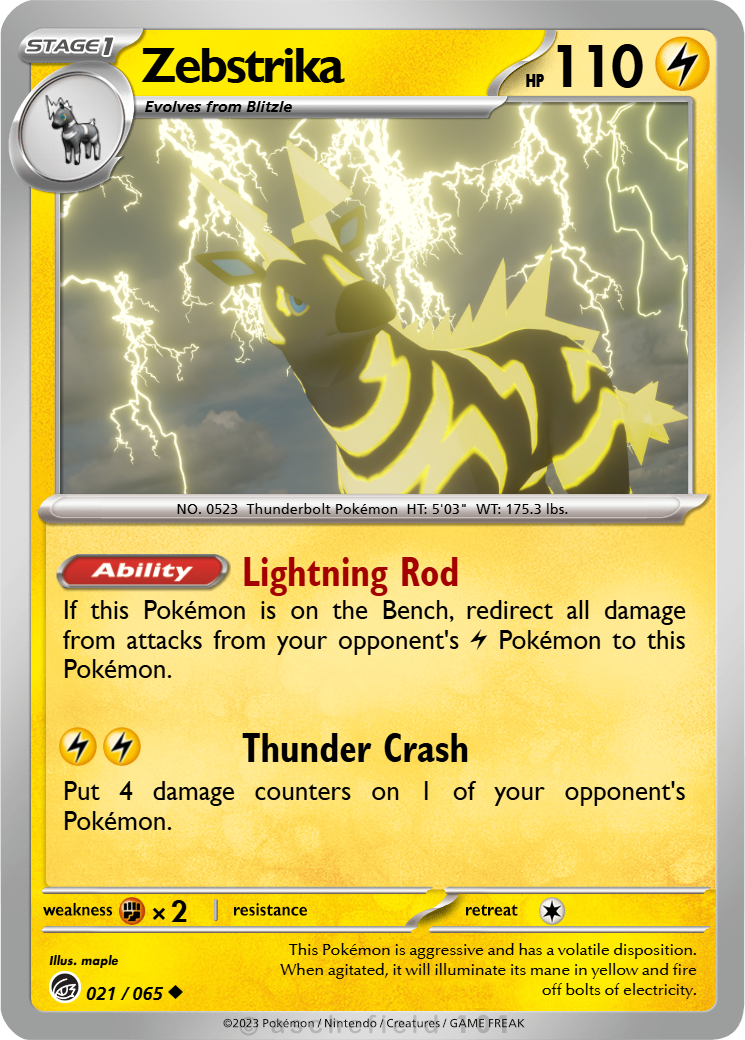 STAGE1
Zebstrika
HP 110
Evolves from Blitzle
NO. 0523 Thunderbolt Pokémon HT: 5'03" WT: 175.3 lbs.
Ability Lightning Rod
If this Pokémon is on the Bench, redirect all damage
from attacks from your opponent's Pokémon to this
Pokémon.
Thunder Crash
Put 4 damage counters on 1 of your opponent's
Pokémon.
weakness × 2 resistance retreat
Illus. maple
021 / 065
This Pokémon is aggressive and has a volatile disposition.
When agitated, it will illuminate its mane in yellow and fire
off bolts of electricity.
©2023 Pokémon / Nintendo / Creatures / GAME FREAK